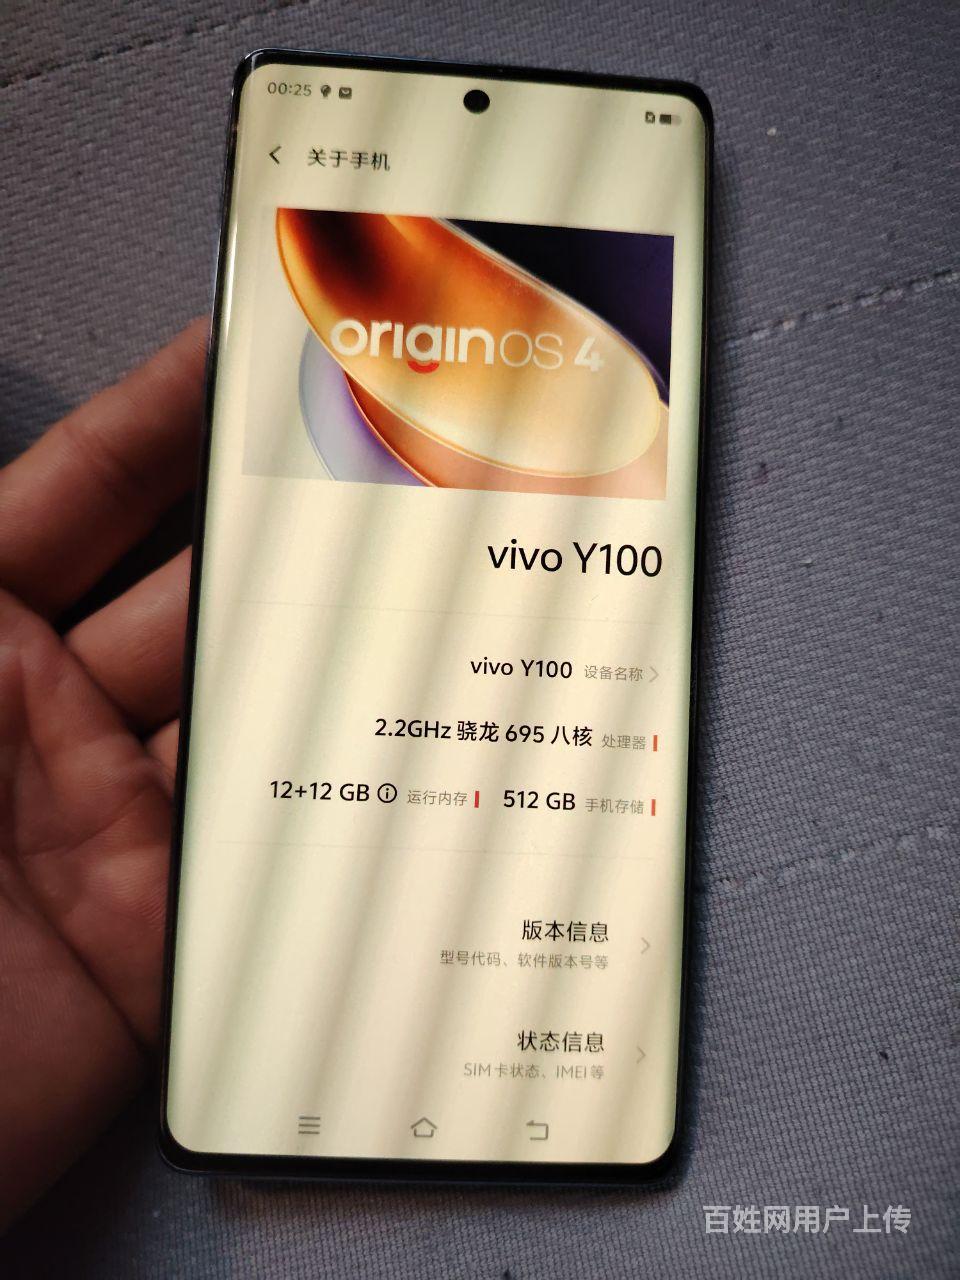 00:25
关于手机
originOS 4
vivo Y100
vivo Y100 设备名称
2.2GHz 骁龙 695 八核 处理器
12+12 GB 运行内存 512 GB 手机存储
版本信息
型号代码、软件版本号等
状态信息
SIM卡状态、IMEI等
百姓网用户上传